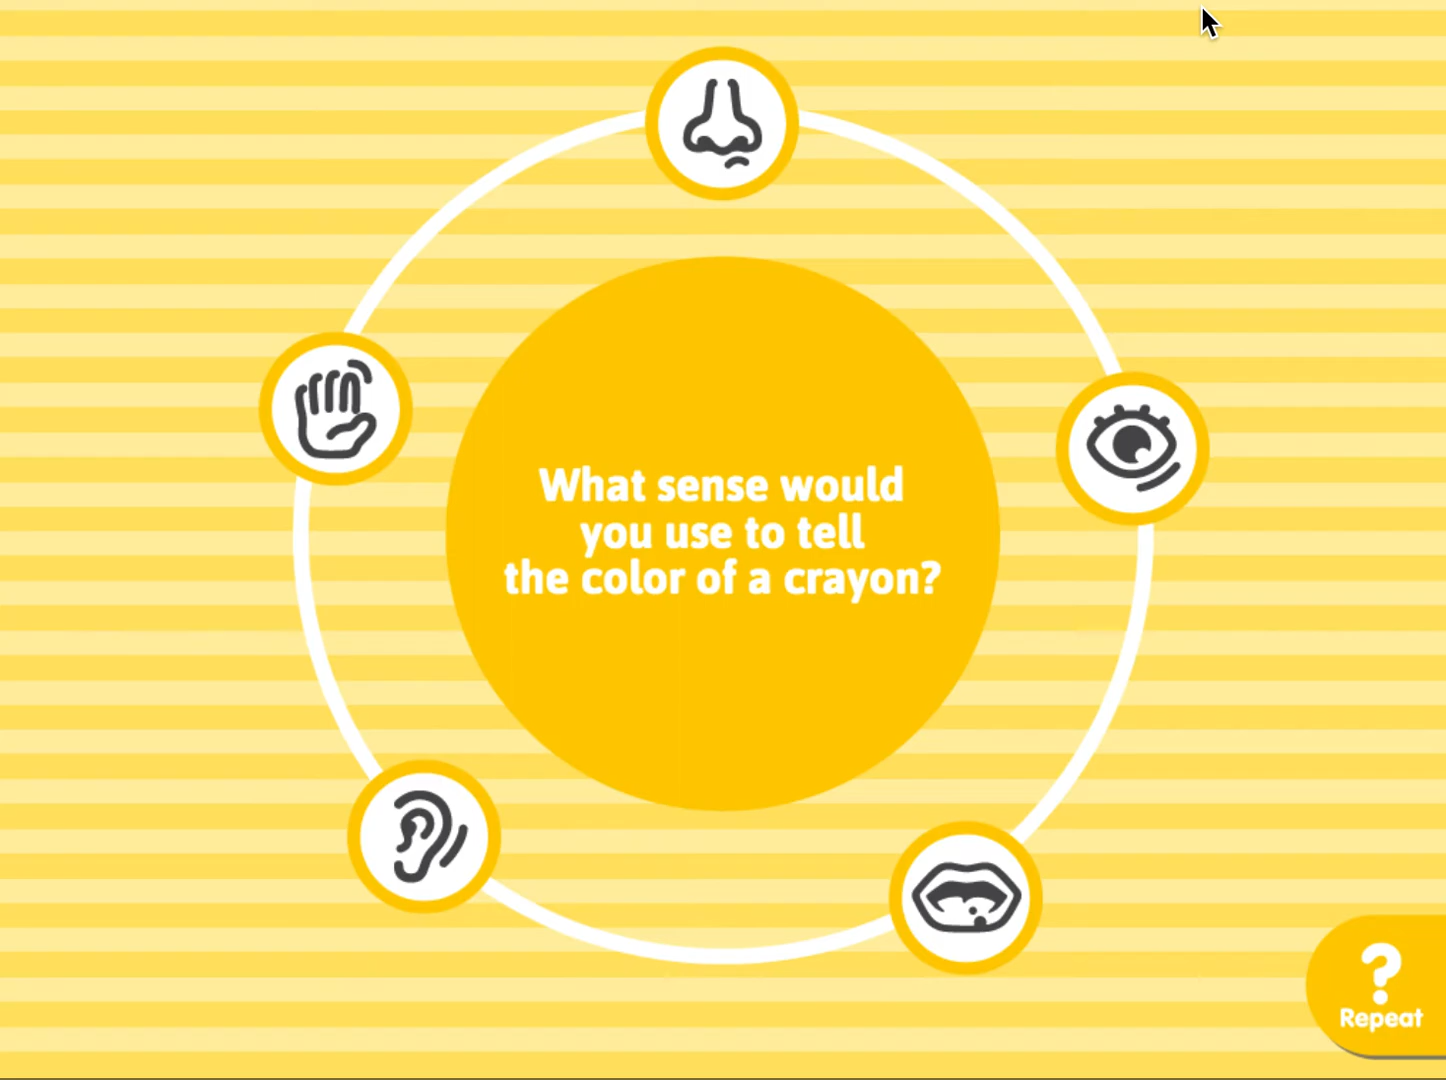 What sense would
you use to tell
the color of a crayon?
?
Repeat